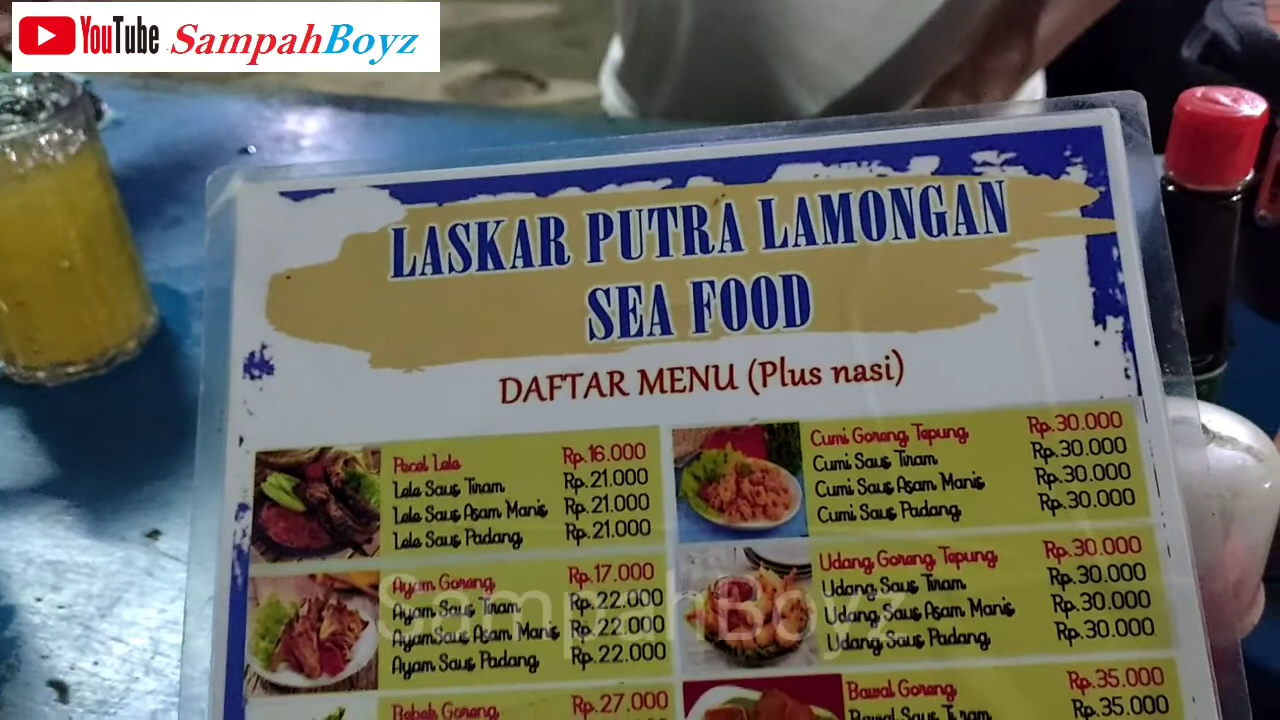 YouTube SampahBoyz
LASKAR PUTRA LAMONGAN
SEA FOOD
DAFTAR MENU (Plus nasi)
Pecel Lele Rp.16.000
Lele Saus Tiram Rp.21.000
Lele Saus Asam Manis Rp.21.000
Lele Saus Padang Rp.21.000
Ayam Goreng Rp.17.000
Ayam Saus Tiram Rp.22.000
AyamSaus Asam Manis Rp.22.000
Ayam Saus Padang Rp.22.000
Bebek Goreng Rp.27.000
Cumi Goreng Tepung Rp.30.000
Cumi Saus Tiram Rp.30.000
Cumi Saus Asam Manis Rp.30.000
Cumi Saus Padang Rp.30.000
Udang Goreng Tepung Rp.30.000
Udang Saus Tiram Rp.30.000
Udang Saus Asam Manis Rp.30.000
Udang Saus Padang Rp.30.000
Bawal Goreng Rp.35.000
Bawal Saus Tiram Rp.35.000
SampahBoyz